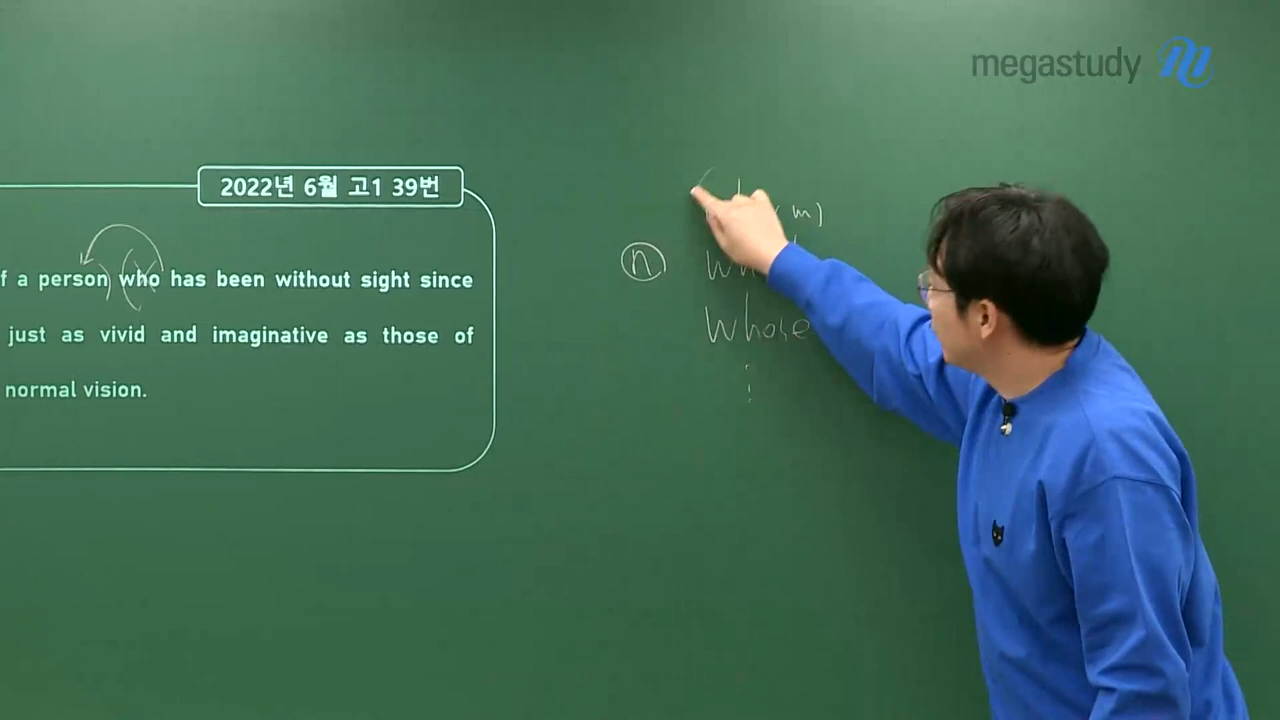 megastudy
2022년 6월 고1 39번
f a person who has been without sight since
just as vivid and imaginative as those of
normal vision.
m)
n
whose